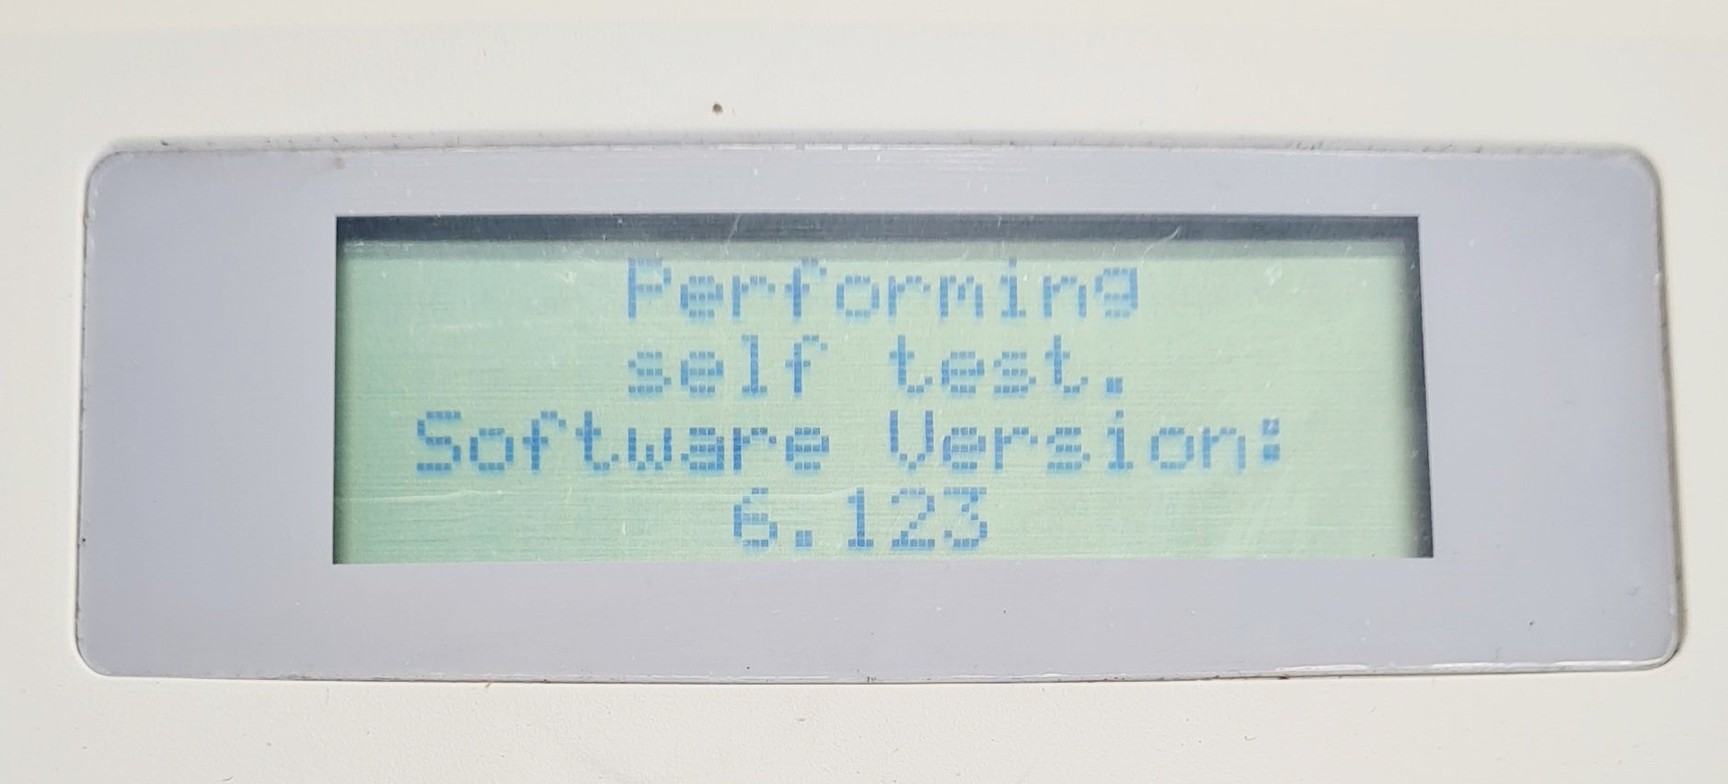 Performing
self test.
Software Version:
6.123